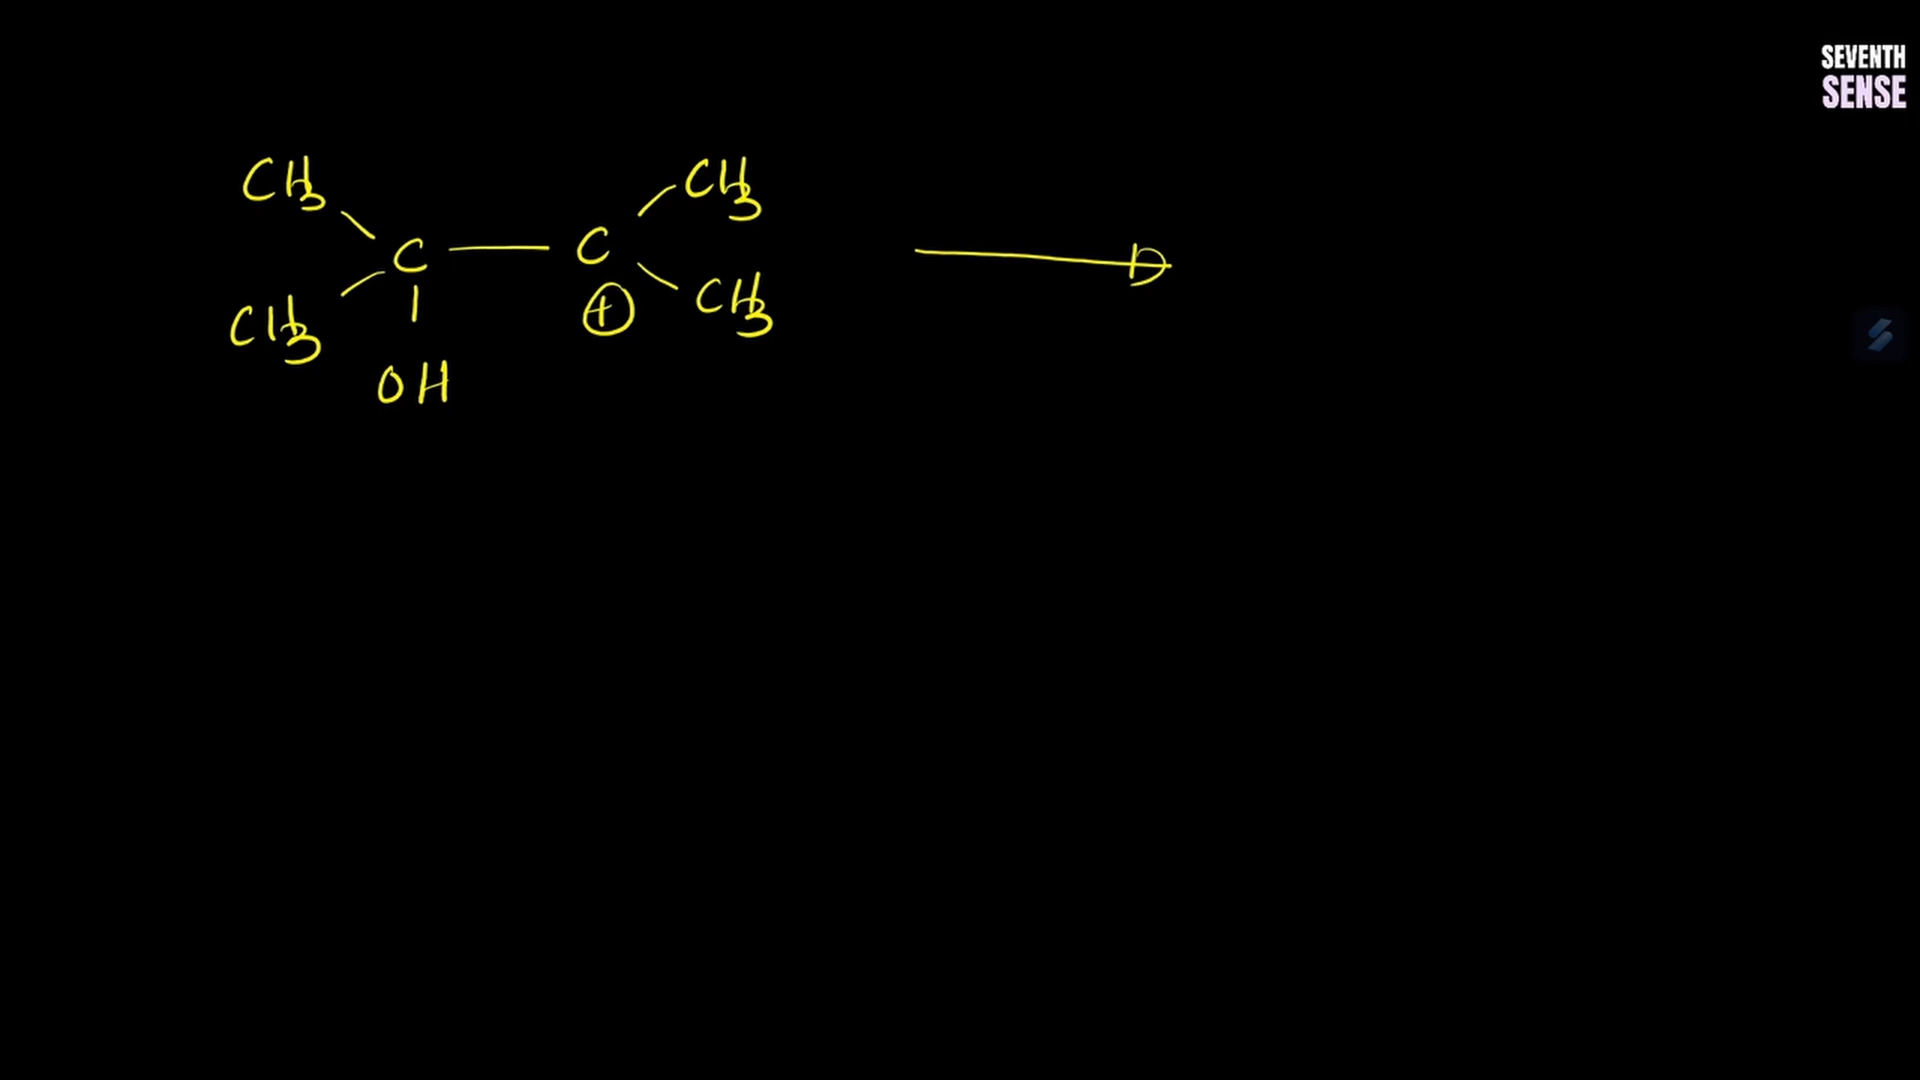 SEVENTH
SENSE
CH3 CH3
C C
⊕
CH3 CH3
OH